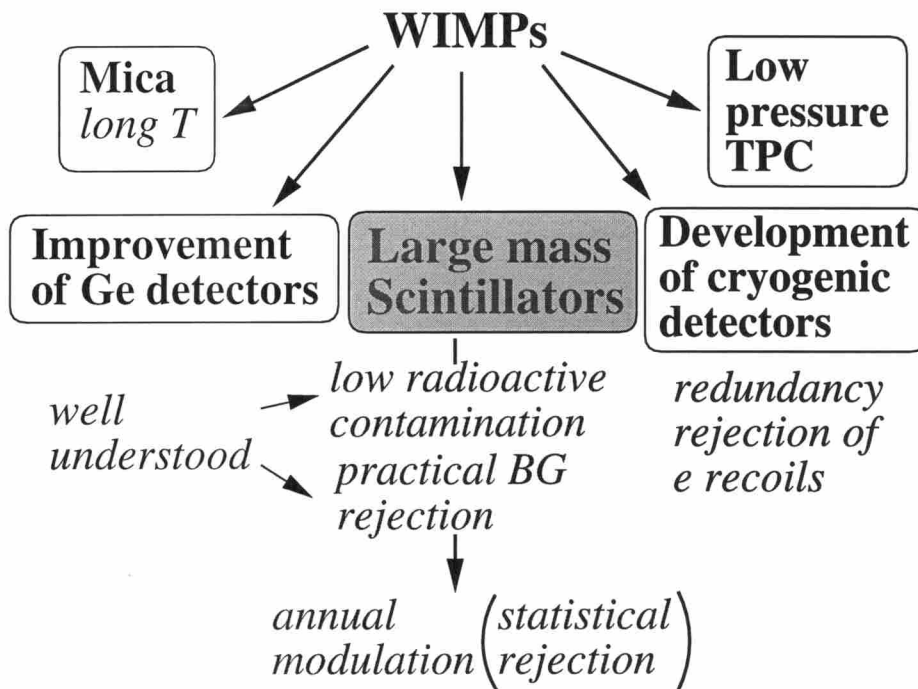 WIMPs
Mica
long T
Low
pressure
TPC
Improvement
of Ge detectors
Large mass
Scintillators
Development
of cryogenic
detectors
well
understood
low radioactive
contamination
practical BG
rejection
redundancy
rejection of
e recoils
annual
modulation
(statistical
rejection)